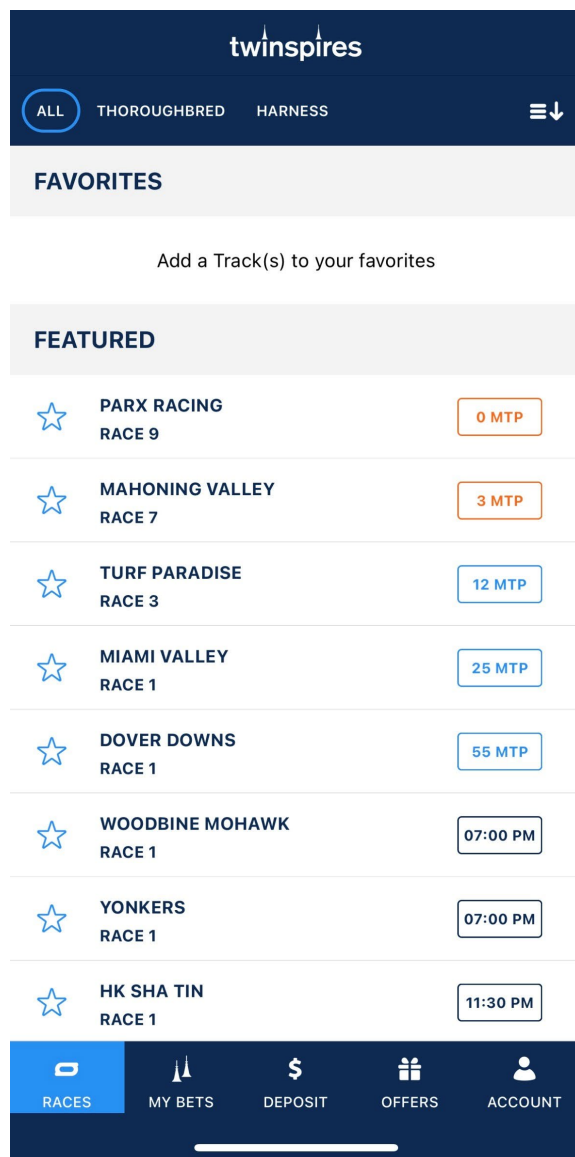 twinspires
ALL THOROUGHBRED HARNESS
FAVORITES
Add a Track(s) to your favorites
FEATURED
PARX RACING
RACE 9
0 MTP
MAHONING VALLEY
RACE 7
3 MTP
TURF PARADISE
RACE 3
12 MTP
MIAMI VALLEY
RACE 1
25 MTP
DOVER DOWNS
RACE 1
55 MTP
WOODBINE MOHAWK
RACE 1
07:00 PM
YONKERS
RACE 1
07:00 PM
HK SHA TIN
RACE 1
11:30 PM
RACES MY BETS DEPOSIT OFFERS ACCOUNT